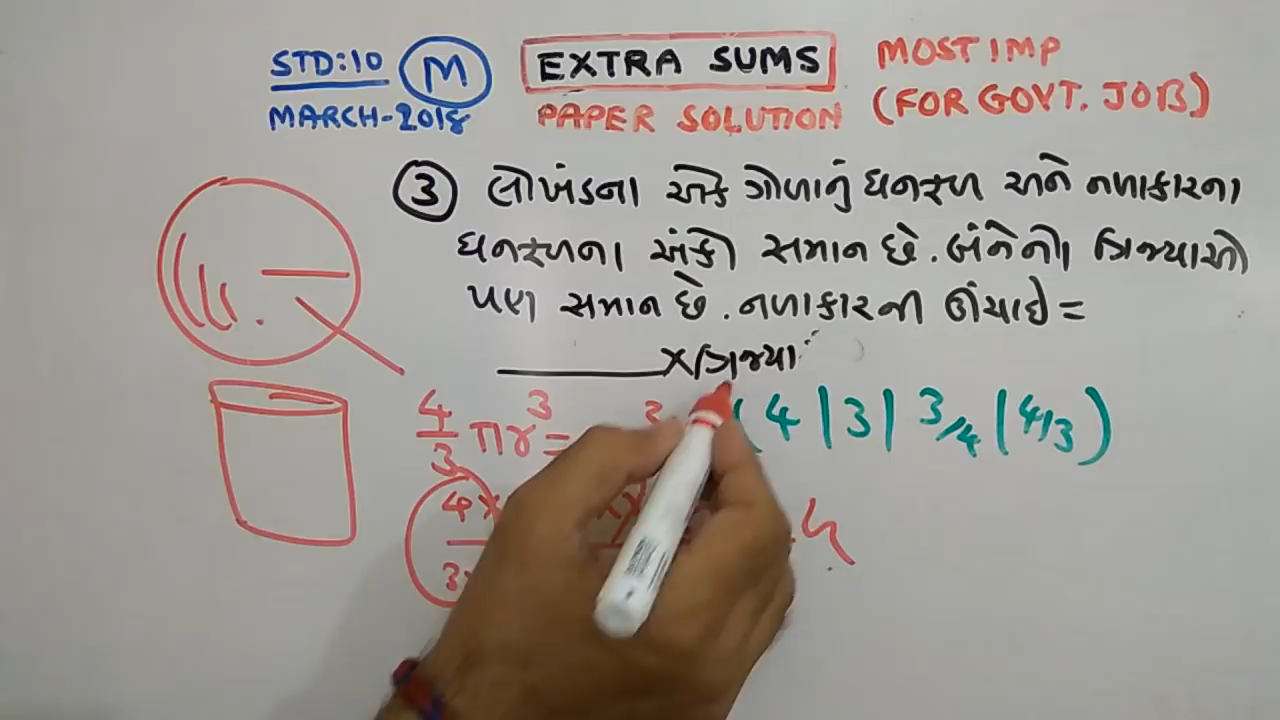 STD:10 M EXTRA SUMS MOST IMP
MARCH-2018 PAPER SOLUTION (FOR GOVT. JOB)
③ લોખંડના એક ગોળાનું ઘનફળ અને નળાકારના
ઘનફળના અંકો સમાન છે. બંનેની ત્રિજ્યાઓ
પણ સમાન છે. નળાકારની ઊંચાઈ =
______ X ત્રિજ્યા
4/3 πr³ = (4 | 3 | 3/4 | 4/3)
h